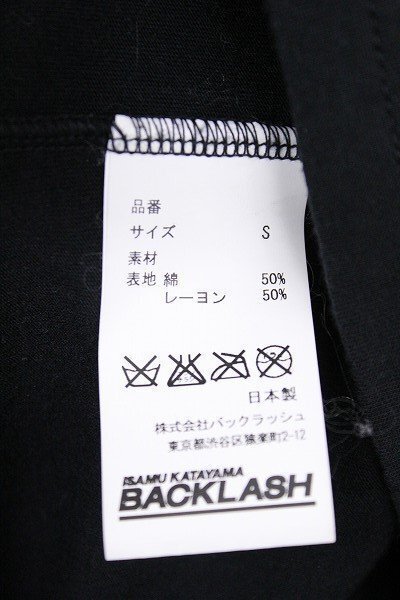 品番
サイズ S
素材
表地 綿 50%
レーヨン 50%
日本製
株式会社バックラッシュ
東京都渋谷区猿楽町2-12
ISAMU KATAYAMA
BACKLASH